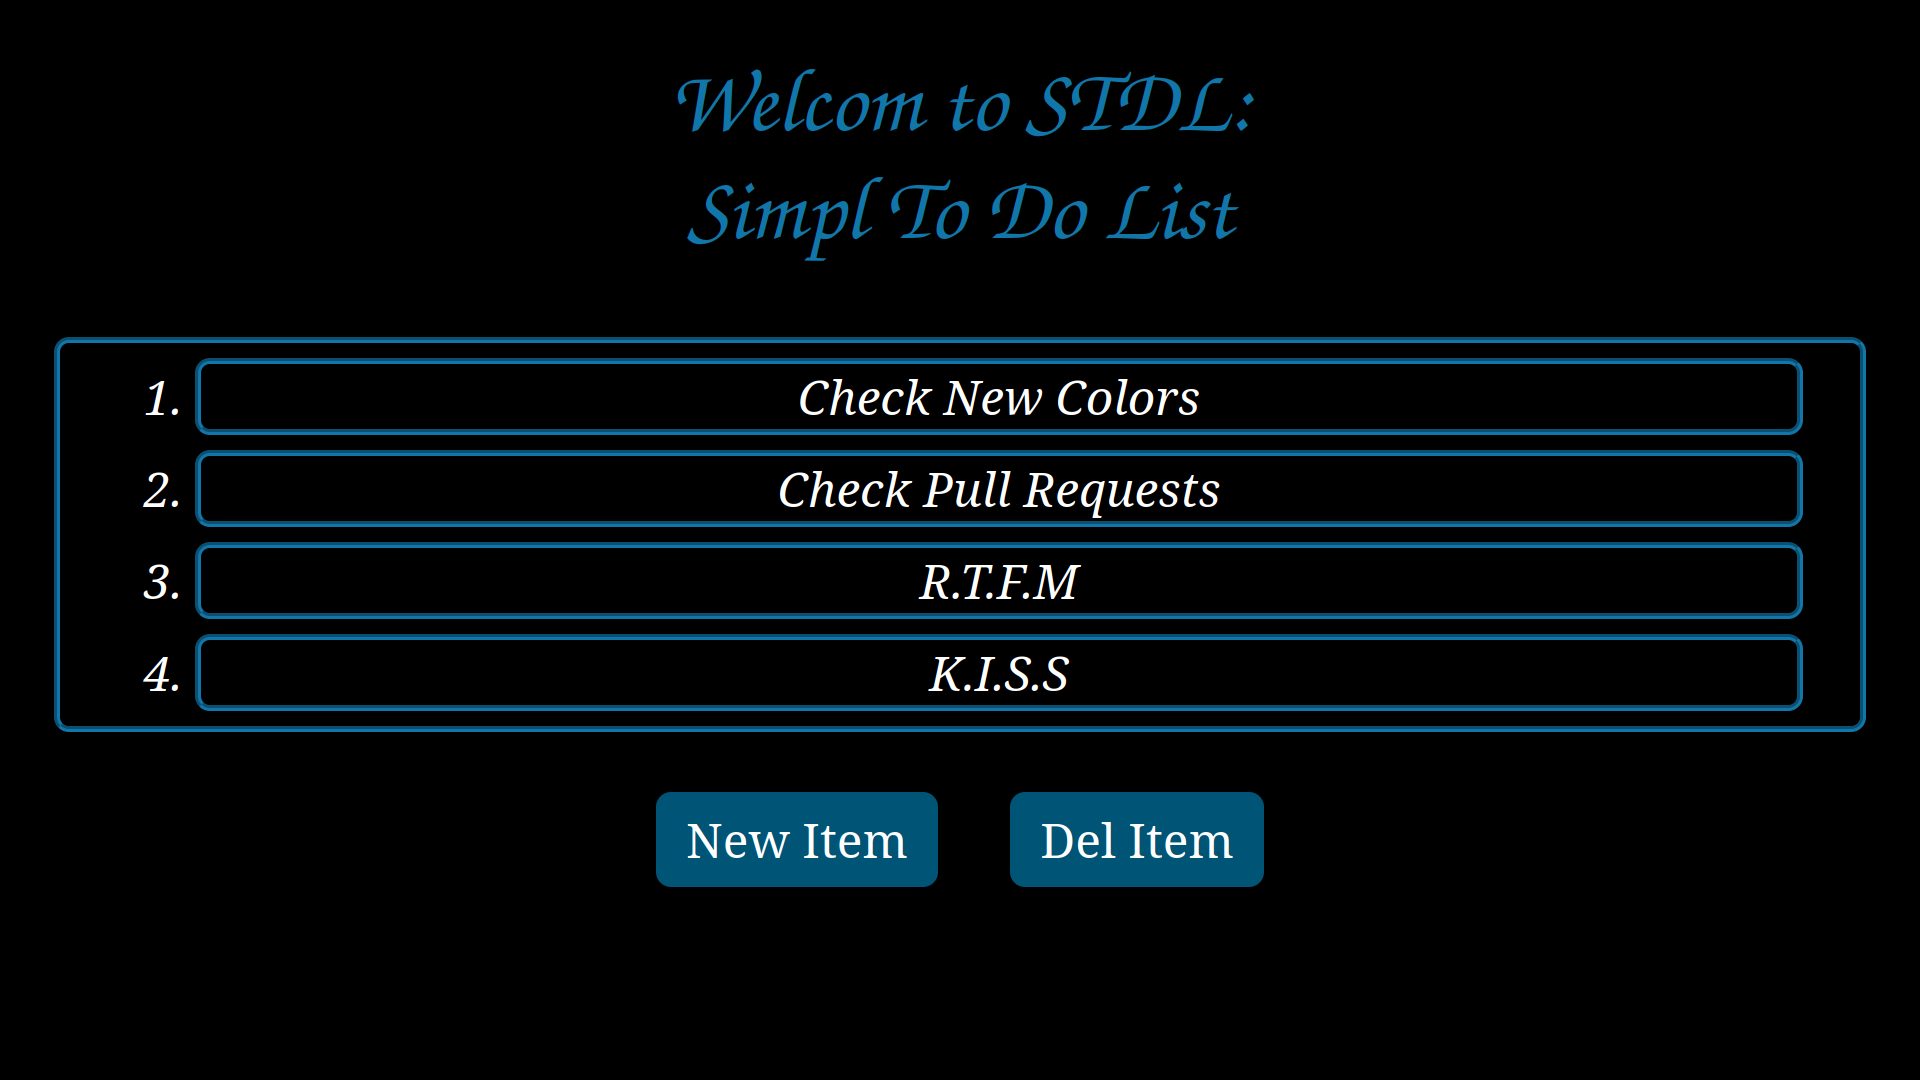 Welcom to STDL:
Simpl To Do List
1. Check New Colors
2. Check Pull Requests
3. R.T.F.M
4. K.I.S.S
New Item Del Item